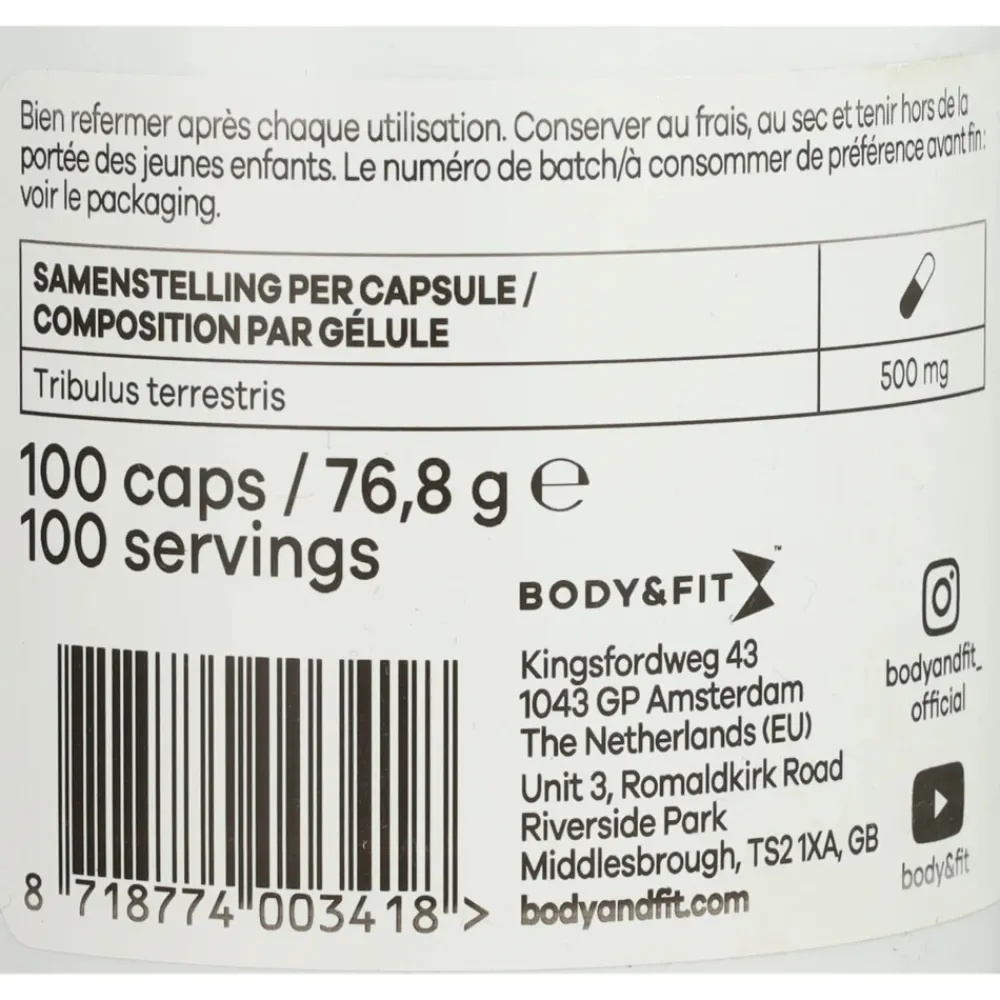 Bien refermer après chaque utilisation. Conserver au frais, au sec et tenir hors de la
portée des jeunes enfants. Le numéro de batch/à consommer de préférence avant fin:
voir le packaging.
SAMENSTELLING PER CAPSULE /
COMPOSITION PAR GÉLULE
Tribulus terrestris 500 mg
100 caps / 76,8 g ℮
100 servings
BODY&FIT™
Kingsfordweg 43
1043 GP Amsterdam
The Netherlands (EU)
Unit 3, Romaldkirk Road
Riverside Park
Middlesbrough, TS2 1XA, GB
bodyandfit.com
bodyandfit_
official
body&fit
8 718774 003418 >